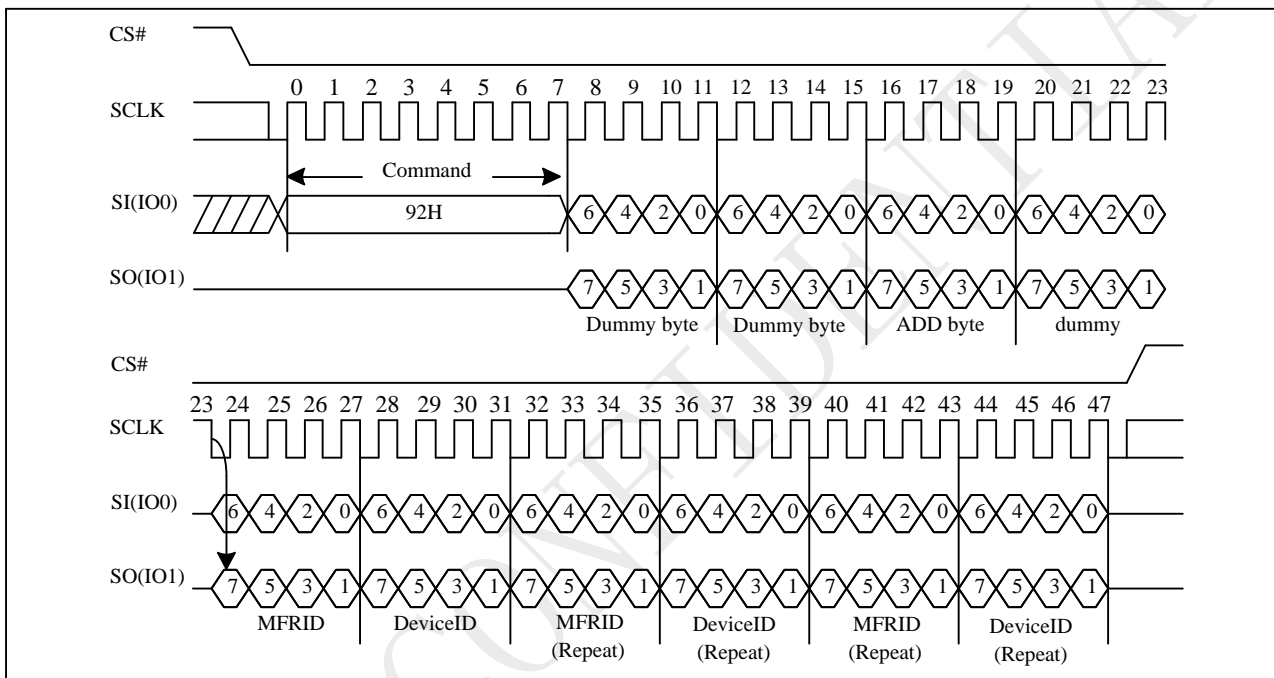 CS#
0 1 2 3 4 5 6 7 8 9 10 11 12 13 14 15 16 17 18 19 20 21 22 23
SCLK
Command
SI(IO0)
92H
6 4 2 0 6 4 2 0 6 4 2 0 6 4 2 0
SO(IO1)
7 5 3 1 7 5 3 1 7 5 3 1 7 5 3 1
Dummy byte Dummy byte ADD byte dummy
CS#
23 24 25 26 27 28 29 30 31 32 33 34 35 36 37 38 39 40 41 42 43 44 45 46 47
SCLK
SI(IO0)
6 4 2 0 6 4 2 0 6 4 2 0 6 4 2 0 6 4 2 0 6 4 2 0
SO(IO1)
7 5 3 1 7 5 3 1 7 5 3 1 7 5 3 1 7 5 3 1 7 5 3 1
MFRID DeviceID MFRID DeviceID MFRID DeviceID
(Repeat) (Repeat) (Repeat) (Repeat)
CONFIDENTIA